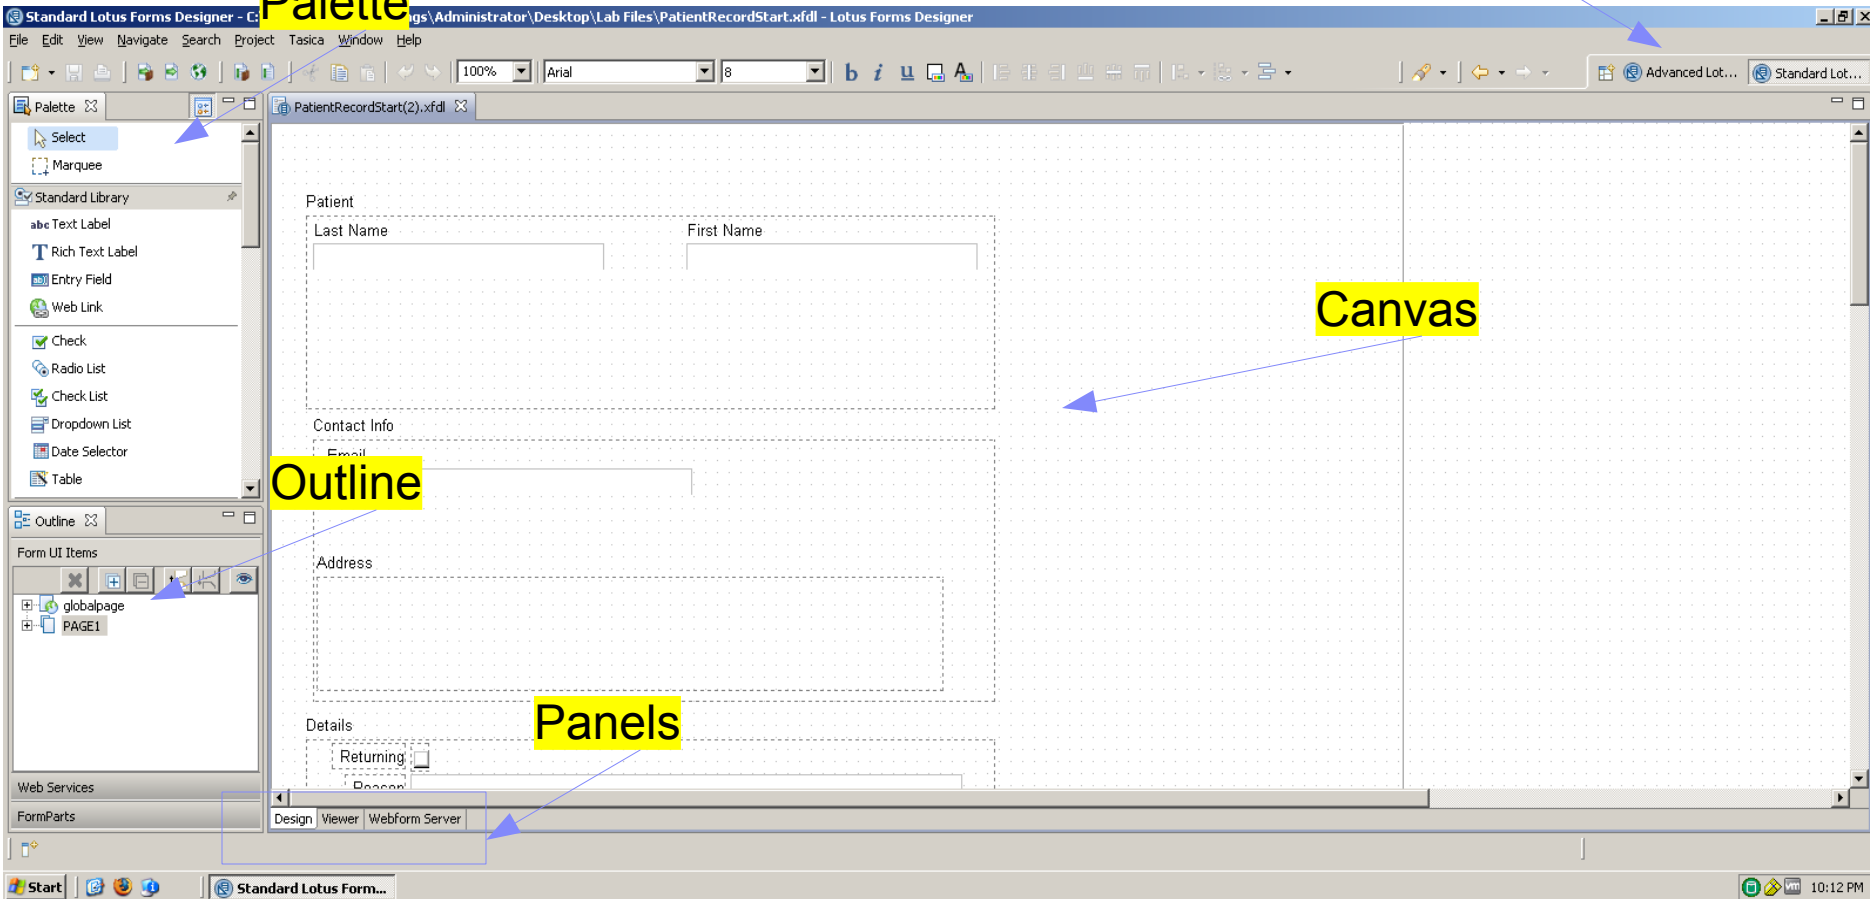 Standard Lotus Forms Designer - C:
Palette
gs\Administrator\Desktop\Lab Files\PatientRecordStart.xfdl - Lotus Forms Designer
File Edit View Navigate Search Project Tasica Window Help
100% Arial 8 b i u A Advanced Lot... Standard Lot...
Palette PatientRecordStart(2).xfdl
Select
Marquee
Standard Library
abc Text Label
T Rich Text Label
Entry Field
Web Link
Check
Radio List
Check List
Dropdown List
Date Selector
Table
Patient
Last Name First Name
Canvas
Contact Info
Email
Outline
Address
Outline
Form UI Items
globalpage
PAGE1
Web Services
FormParts
Details
Panels
Returning
Reason
Design Viewer Webform Server
Start Standard Lotus Form... 10:12 PM